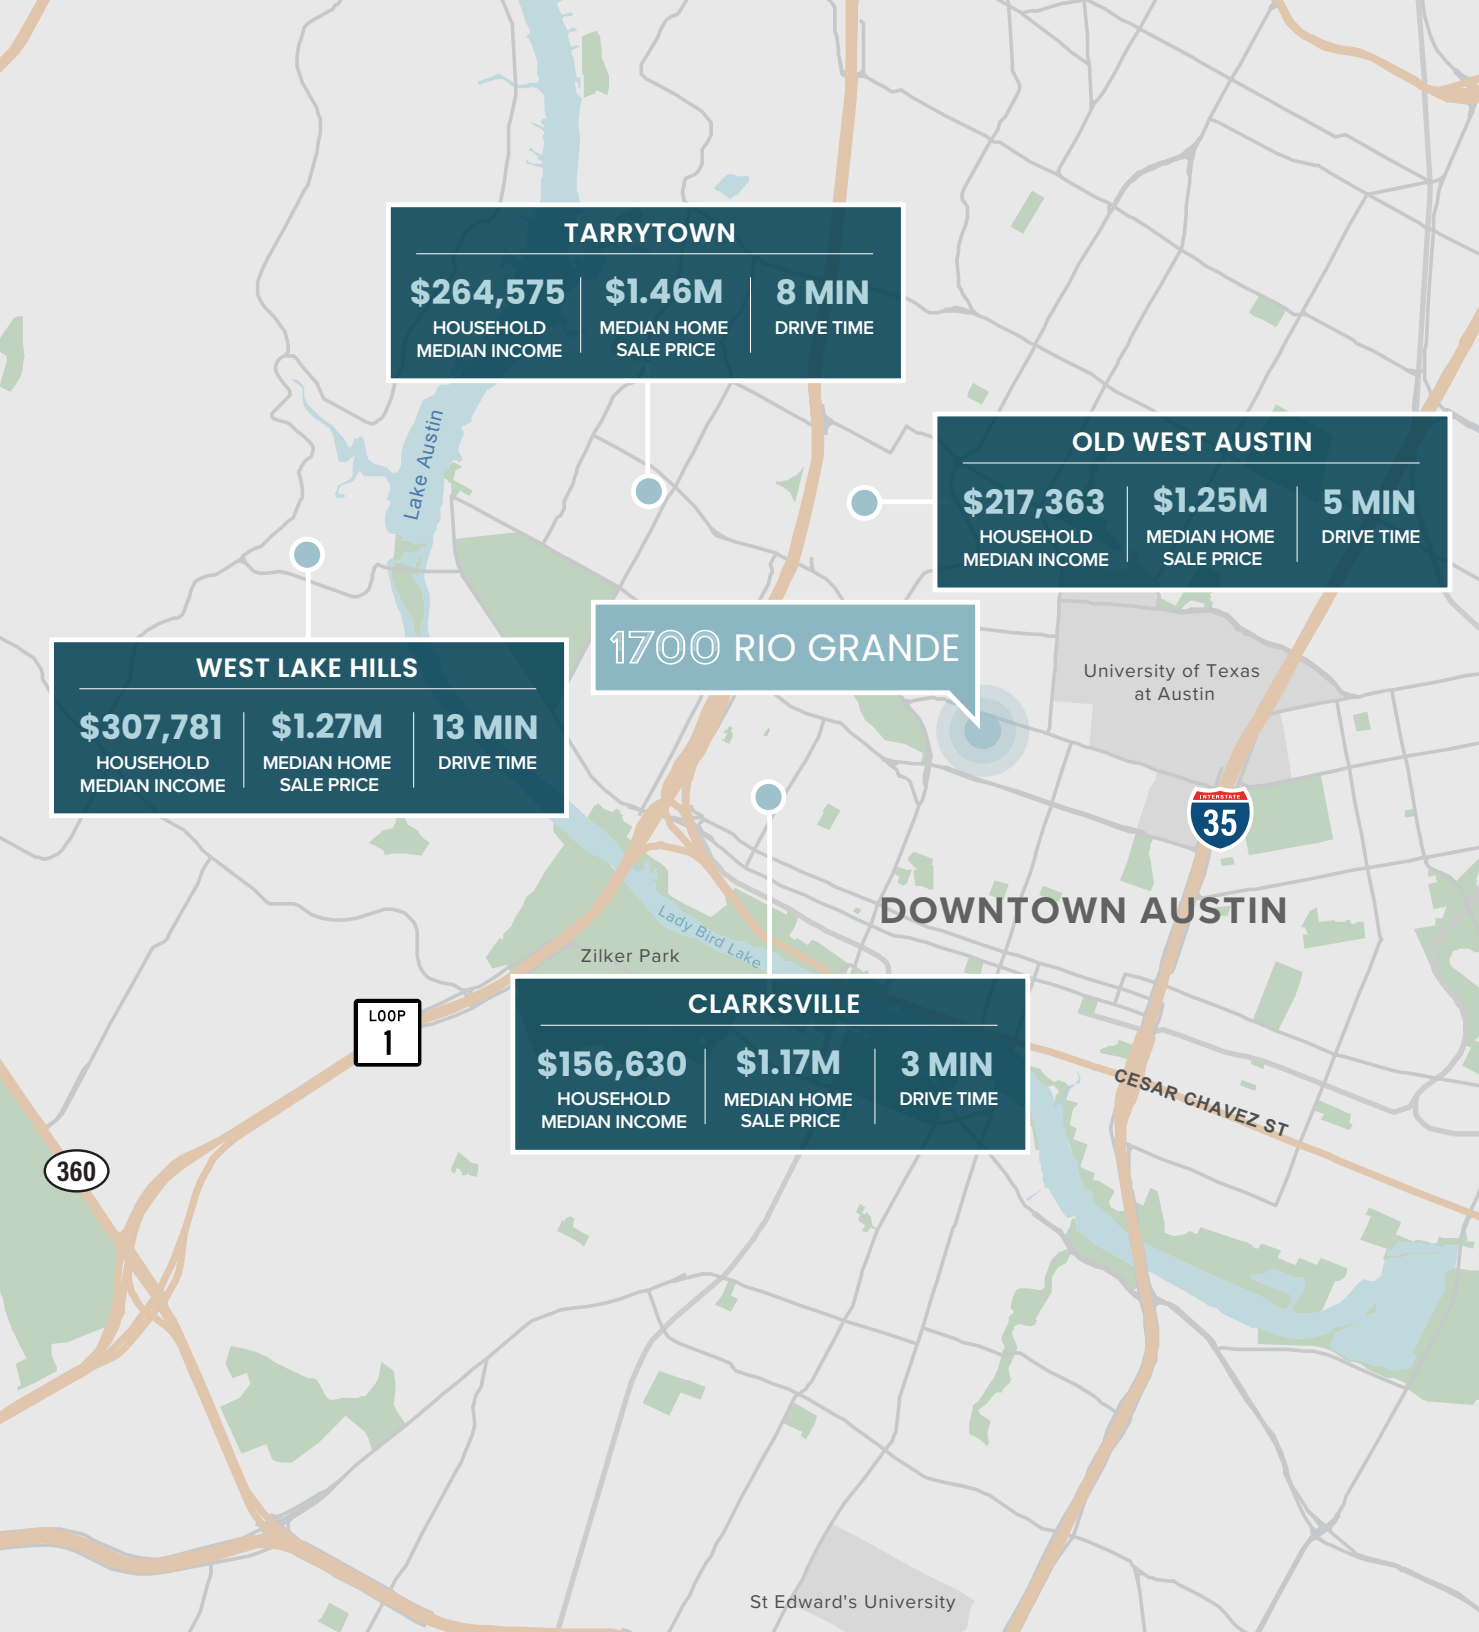 TARRYTOWN
$264,575
HOUSEHOLD
MEDIAN INCOME
$1.46M
MEDIAN HOME
SALE PRICE
8 MIN
DRIVE TIME
Lake Austin
OLD WEST AUSTIN
$217,363
HOUSEHOLD
MEDIAN INCOME
$1.25M
MEDIAN HOME
SALE PRICE
5 MIN
DRIVE TIME
1700 RIO GRANDE
University of Texas
at Austin
WEST LAKE HILLS
$307,781
HOUSEHOLD
MEDIAN INCOME
$1.27M
MEDIAN HOME
SALE PRICE
13 MIN
DRIVE TIME
INTERSTATE
35
DOWNTOWN AUSTIN
Lady Bird Lake
Zilker Park
LOOP
1
CLARKSVILLE
$156,630
HOUSEHOLD
MEDIAN INCOME
$1.17M
MEDIAN HOME
SALE PRICE
3 MIN
DRIVE TIME
CESAR CHAVEZ ST
360
St Edward's University